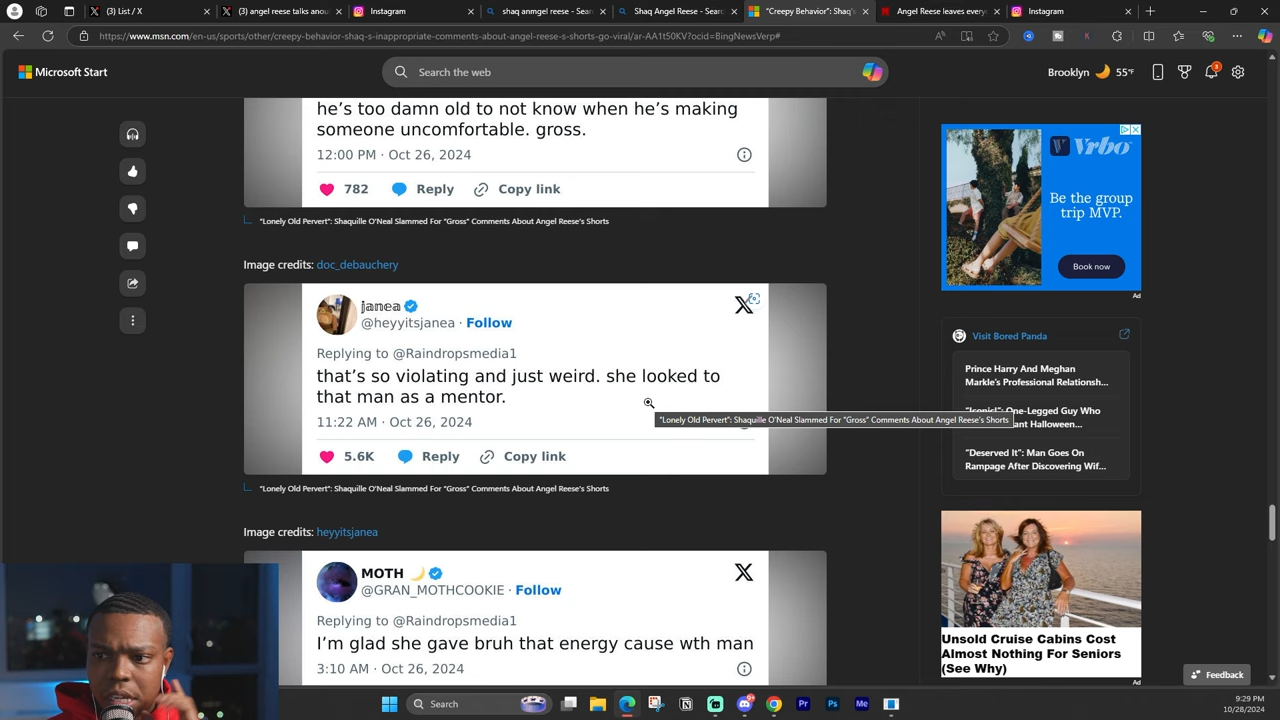 (3) List / X
(3) angel reese talks anou
Instagram
shaq anmgel reese - Sear
Shaq Angel Reese - Searc
"Creepy Behavior": Shaq's
Angel Reese leaves every
Instagram
https://www.msn.com/en-us/sports/other/creepy-behavior-shaq-s-inappropriate-comments-about-angel-reese-s-shorts-go-viral/ar-AA1t50KV?ocid=BingNewsVerp#
Microsoft Start
Search the web
Brooklyn 55°F
3
he's too damn old to not know when he's making
someone uncomfortable. gross.
12:00 PM · Oct 26, 2024
782 Reply Copy link
"Lonely Old Pervert": Shaquille O'Neal Slammed For "Gross" Comments About Angel Reese's Shorts
Image credits: doc_debauchery
janea
@heyyitsjanea · Follow
Replying to @Raindropsmedia1
that's so violating and just weird. she looked to
that man as a mentor.
11:22 AM · Oct 26, 2024
"Lonely Old Pervert": Shaquille O'Neal Slammed For "Gross" Comments About Angel Reese's Shorts
5.6K Reply Copy link
"Lonely Old Pervert": Shaquille O'Neal Slammed For "Gross" Comments About Angel Reese's Shorts
Image credits: heyyitsjanea
MOTH
@GRAN_MOTHCOOKIE · Follow
Replying to @Raindropsmedia1
I'm glad she gave bruh that energy cause wth man
3:10 AM · Oct 26, 2024
Vrbo
Be the group
trip MVP.
Book now
Ad
Visit Bored Panda
Prince Harry And Meghan
Markle's Professional Relationsh...
"Iconic!": One-Legged Guy Who
ant Halloween...
"Deserved It": Man Goes On
Rampage After Discovering Wif...
Unsold Cruise Cabins Cost
Almost Nothing For Seniors
(See Why)
Ad
Feedback
Search
Pr
Ps
Me
9:29 PM
10/28/2024